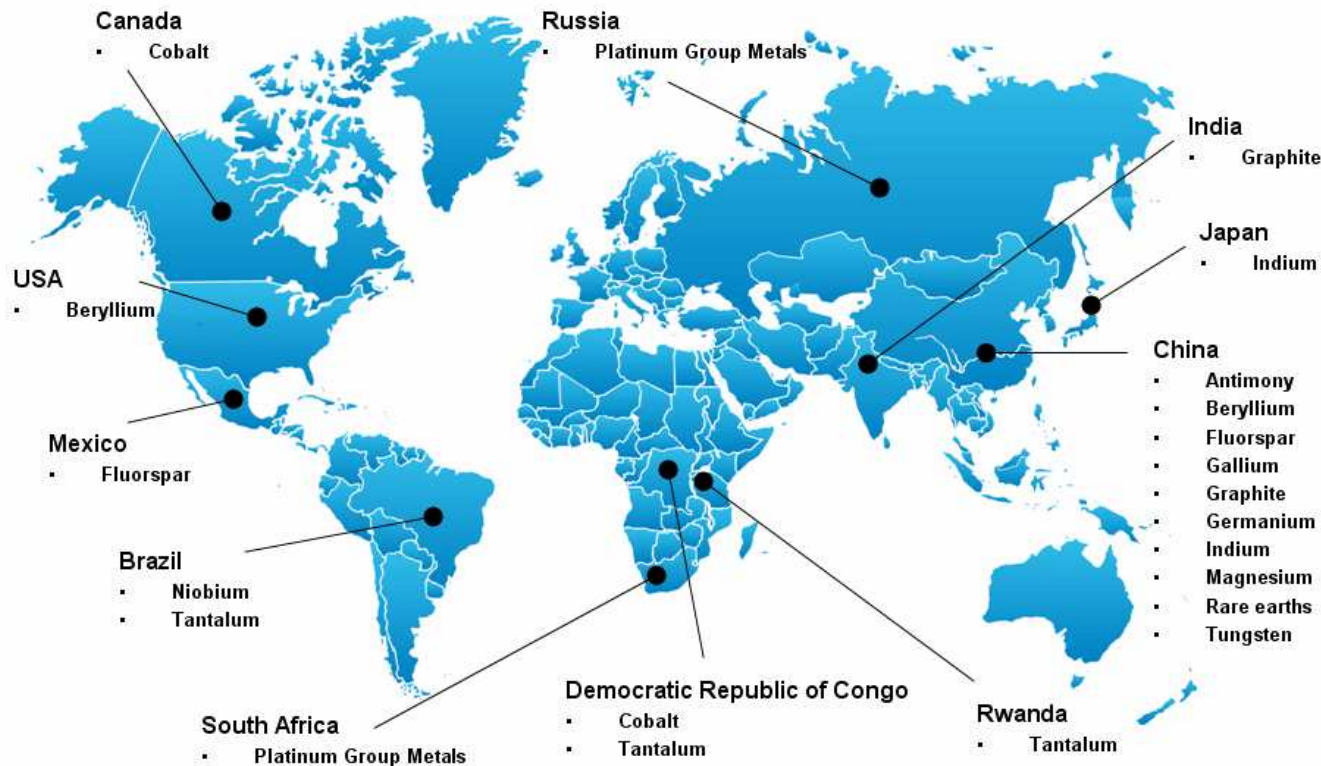 Canada
▪ Cobalt
Russia
▪ Platinum Group Metals
India
▪ Graphite
Japan
▪ Indium
USA
▪ Beryllium
China
▪ Antimony
▪ Beryllium
▪ Fluorspar
▪ Gallium
▪ Graphite
▪ Germanium
▪ Indium
▪ Magnesium
▪ Rare earths
▪ Tungsten
Mexico
▪ Fluorspar
Brazil
▪ Niobium
▪ Tantalum
Democratic Republic of Congo
▪ Cobalt
▪ Tantalum
Rwanda
▪ Tantalum
South Africa
▪ Platinum Group Metals